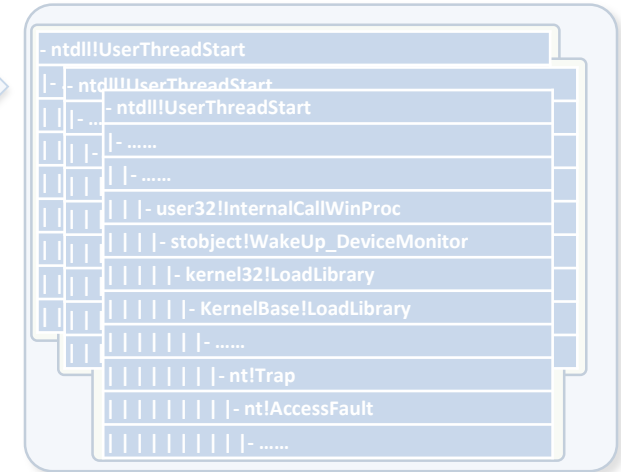 - ntdll!UserThreadStart
|- - ntdll!UserThreadStart
| | |- ... - ntdll!UserThreadStart
| | | |- |- ......
| | | | | | |- ......
| | | | | | | |- user32!InternalCallWinProc
| | | | | | | | |- stobject!WakeUp_DeviceMonitor
| | | | | | | | | |- kernel32!LoadLibrary
| | | | | | |- KernelBase!LoadLibrary
| | | | | | |- ......
| | | | | | | |- nt!Trap
| | | | | | | | |- nt!AccessFault
| | | | | | | | | |- ......